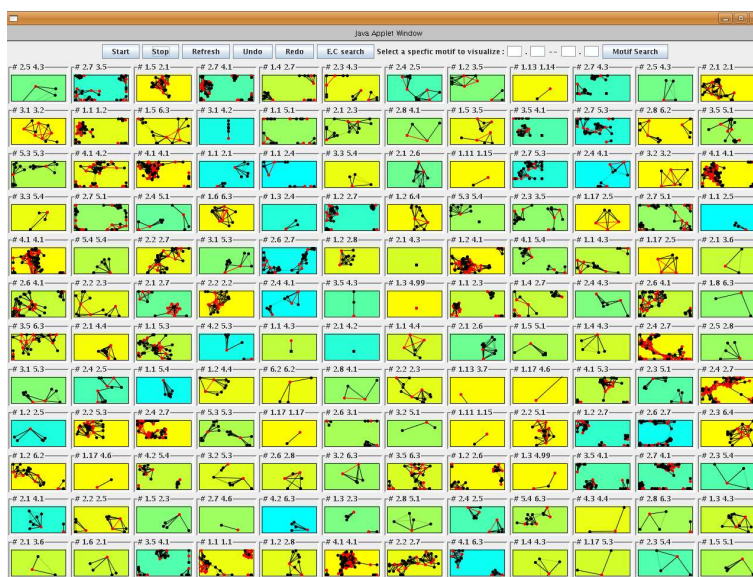 Java Applet Window
Start Stop Refresh Undo Redo E.C search Select a specfic motif to visualize : . -- . Motif Search
# 2.5 4.3 # 2.7 3.5 # 1.5 2.1 # 2.7 4.1 # 1.4 2.7 # 2.3 4.3 # 2.4 2.5 # 1.2 3.5 # 1.13 1.14 # 2.7 4.3 # 2.5 4.3 # 2.1 2.1
# 3.1 3.2 # 1.1 1.2 # 1.5 6.3 # 3.1 4.2 # 1.1 5.1 # 2.1 2.3 # 2.8 4.1 # 1.5 3.5 # 3.5 4.1 # 2.7 5.3 # 2.8 6.2 # 3.5 5.1
# 5.3 5.3 # 4.1 4.2 # 4.1 4.1 # 1.1 2.1 # 1.1 2.4 # 3.3 5.4 # 2.1 2.6 # 1.11 1.15 # 2.7 5.3 # 2.4 4.1 # 3.2 3.2 # 4.1 4.1
# 3.3 5.4 # 2.7 5.1 # 2.4 5.1 # 1.6 6.3 # 1.3 2.4 # 1.2 2.7 # 1.2 6.4 # 5.3 5.4 # 2.3 3.5 # 1.17 2.5 # 2.7 5.1 # 1.1 2.5
# 4.1 4.1 # 5.4 5.4 # 2.2 2.7 # 3.1 5.3 # 2.6 2.7 # 1.2 2.8 # 2.1 4.3 # 1.2 4.1 # 4.1 5.4 # 1.1 4.3 # 1.17 2.5 # 2.1 3.6
# 2.6 4.1 # 2.2 2.3 # 2.1 2.7 # 2.2 2.2 # 2.4 4.1 # 3.5 4.3 # 1.3 4.99 # 1.1 2.3 # 1.4 2.7 # 2.4 4.3 # 2.6 4.1 # 1.8 6.3
# 3.5 6.3 # 2.1 4.4 # 1.1 5.3 # 4.2 5.3 # 1.1 4.3 # 2.1 4.2 # 1.1 4.4 # 2.1 2.6 # 1.5 5.1 # 1.4 4.3 # 2.4 2.7 # 2.5 2.8
# 3.1 5.3 # 2.4 2.5 # 1.1 5.4 # 1.2 4.4 # 6.2 6.2 # 2.8 4.1 # 2.2 2.3 # 1.13 3.7 # 1.17 4.6 # 4.1 5.3 # 2.3 5.1 # 2.4 2.7
# 1.2 2.5 # 2.2 5.3 # 2.4 2.7 # 5.3 5.3 # 1.17 1.17 # 2.6 3.1 # 3.2 5.1 # 1.11 1.15 # 2.2 5.1 # 1.2 2.7 # 2.6 2.7 # 2.3 6.4
# 1.2 6.2 # 1.17 4.6 # 4.2 5.4 # 3.2 5.3 # 2.6 2.8 # 3.2 6.3 # 3.5 6.3 # 1.2 2.6 # 1.3 4.99 # 3.5 4.1 # 2.7 4.1 # 2.3 5.4
# 2.1 4.1 # 2.2 2.5 # 1.5 2.3 # 2.7 4.6 # 4.2 6.3 # 1.3 2.3 # 2.8 5.1 # 2.4 2.5 # 5.4 6.3 # 4.3 4.4 # 2.8 6.3 # 1.3 4.3
# 2.1 3.6 # 1.6 2.1 # 3.5 4.1 # 1.1 1.1 # 1.2 2.8 # 4.1 4.1 # 2.2 2.7 # 4.1 6.3 # 1.4 4.3 # 1.17 5.3 # 2.3 5.4 # 1.5 5.1